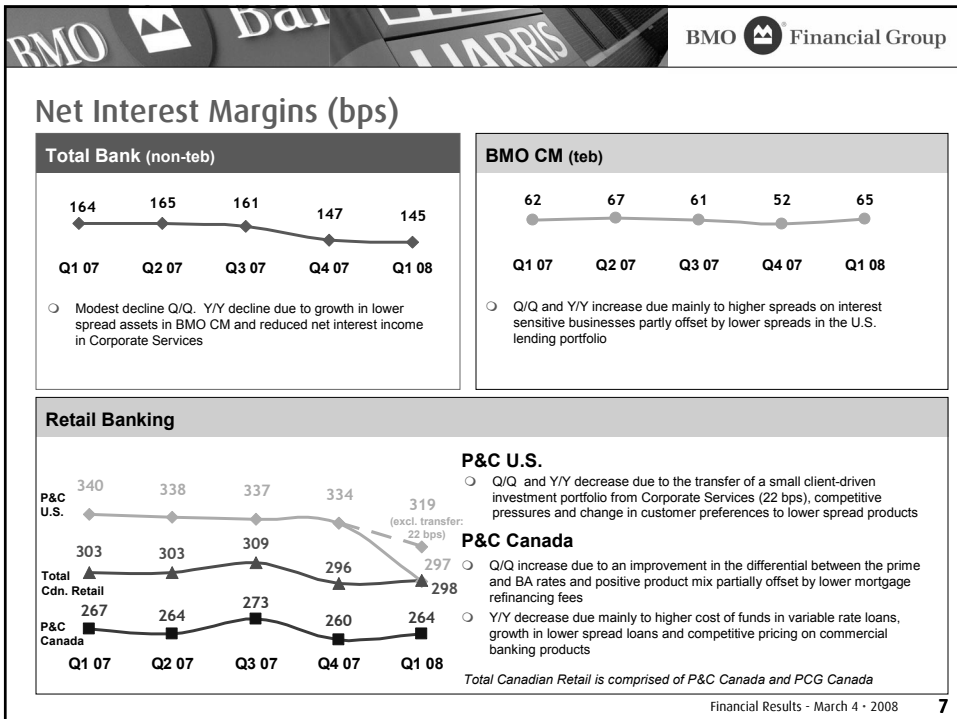 BMO
Ban
HARRIS
BMO Financial Group
Net Interest Margins (bps)
Total Bank (non-teb)
164 165 161 147 145
Q1 07 Q2 07 Q3 07 Q4 07 Q1 08
Modest decline Q/Q. Y/Y decline due to growth in lower
spread assets in BMO CM and reduced net interest income
in Corporate Services
BMO CM (teb)
62 67 61 52 65
Q1 07 Q2 07 Q3 07 Q4 07 Q1 08
Q/Q and Y/Y increase due mainly to higher spreads on interest
sensitive businesses partly offset by lower spreads in the U.S.
lending portfolio
Retail Banking
P&C
U.S.
340 338 337 334 319
(excl. transfer:
22 bps)
297
Total
Cdn. Retail
303 303 309 296 298
P&C
Canada
267 264 273 260 264
Q1 07 Q2 07 Q3 07 Q4 07 Q1 08
P&C U.S.
Q/Q and Y/Y decrease due to the transfer of a small client-driven
investment portfolio from Corporate Services (22 bps), competitive
pressures and change in customer preferences to lower spread products
P&C Canada
Q/Q increase due to an improvement in the differential between the prime
and BA rates and positive product mix partially offset by lower mortgage
refinancing fees
Y/Y decrease due mainly to higher cost of funds in variable rate loans,
growth in lower spread loans and competitive pricing on commercial
banking products
Total Canadian Retail is comprised of P&C Canada and PCG Canada
Financial Results - March 4 • 2008 7